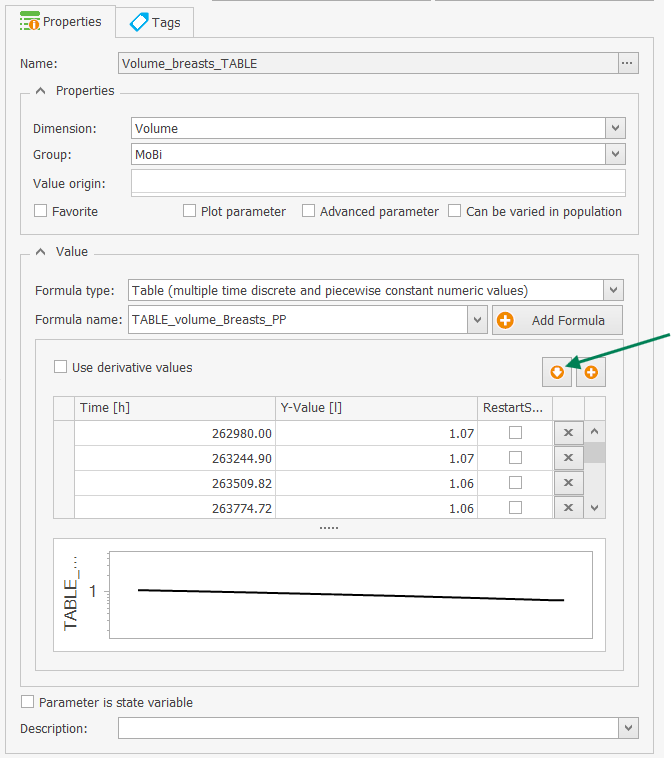 Properties Tags
Name: Volume_breasts_TABLE ...
Properties
Dimension: Volume
Group: MoBi
Value origin:
Favorite Plot parameter Advanced parameter Can be varied in population
Value
Formula type: Table (multiple time discrete and piecewise constant numeric values)
Formula name: TABLE_volume_Breasts_PP Add Formula
Use derivative values
Time [h] Y-Value [l] RestartS...
262980.00 1.07
263244.90 1.07
263509.82 1.06
263774.72 1.06
TABLE_...
1
Parameter is state variable
Description: